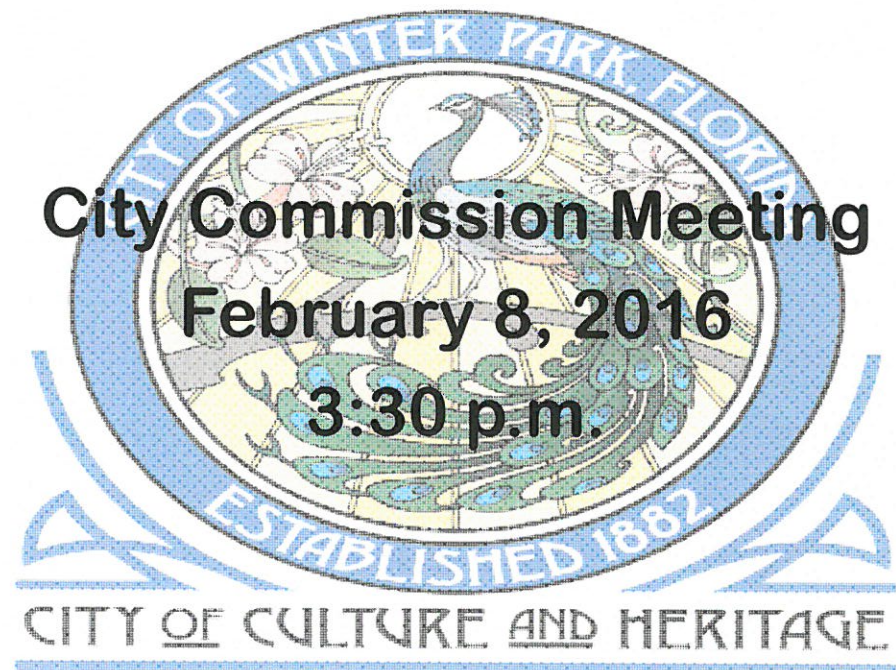 CITY OF WINTER PARK, FLORIDA
City Commission Meeting
February 8, 2016
3:30 p.m.
ESTABLISHED 1882
CITY OF CULTURE AND HERITAGE